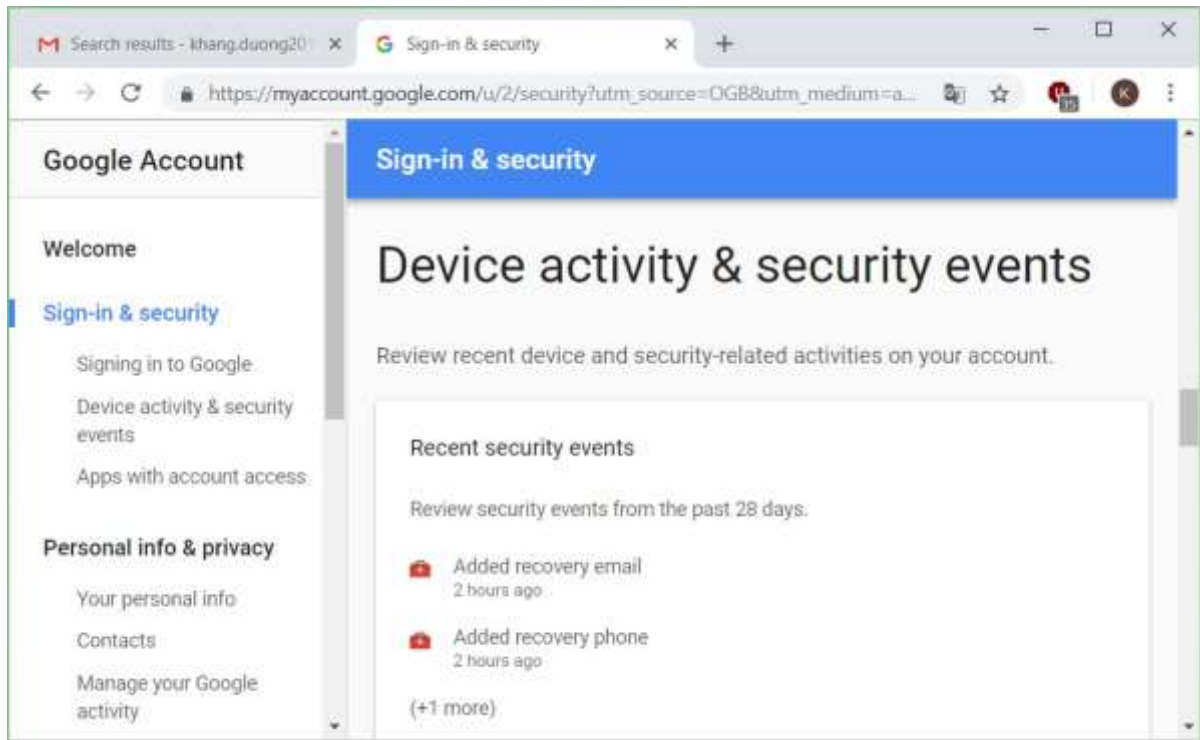 Search results - khang.duong201
Sign-in & security
https://myaccount.google.com/u/2/security?utm_source=OGB&utm_medium=a...
K
Google Account
Sign-in & security
Welcome
Sign-in & security
Signing in to Google
Device activity & security
events
Apps with account access
Personal info & privacy
Your personal info
Contacts
Manage your Google
activity
Device activity & security events
Review recent device and security-related activities on your account.
Recent security events
Review security events from the past 28 days.
Added recovery email
2 hours ago
Added recovery phone
2 hours ago
(+1 more)